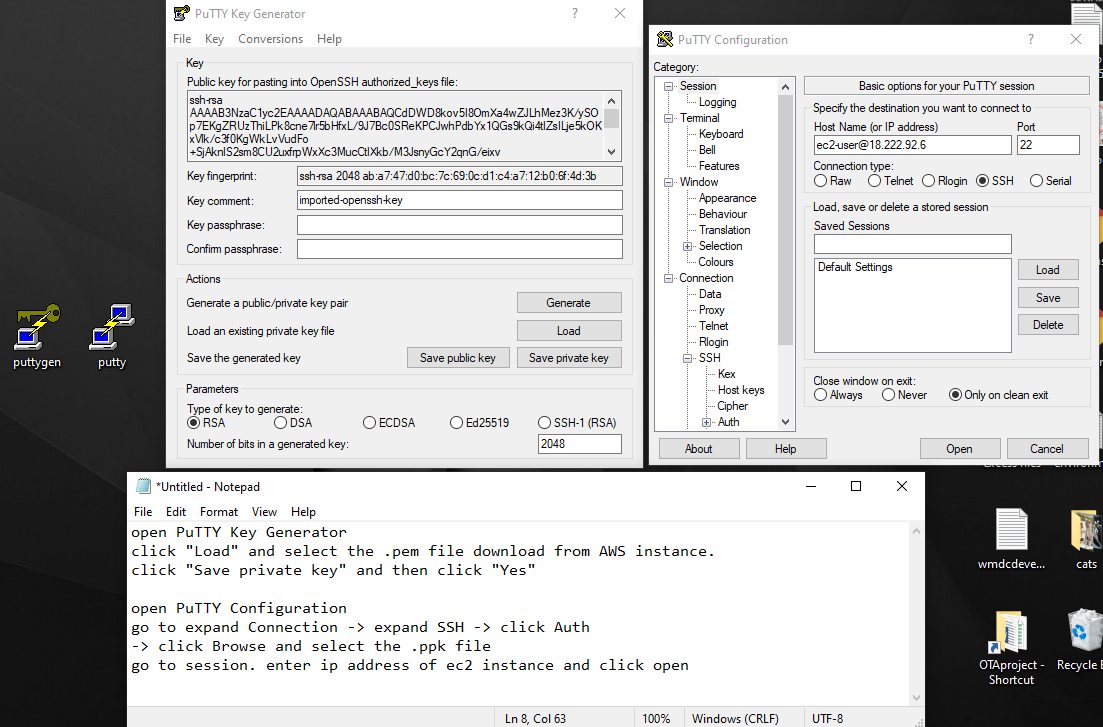 PuTTY Key Generator
?
File Key Conversions Help
Key
Public key for pasting into OpenSSH authorized_keys file:
ssh-rsa
AAAAB3NzaC1yc2EAAAADAQABAAABAQCdDWD8kov5I8OmXa4wZJLhMez3K/ySO
p7EKgZRUzThiLPk8cne7lr5bHfxL/9J7Bc0SReKPCJwhPdbYx1QGs9kQi4tIZsILje5kOK
xVlk/c3f0KgWkLvVudFo
+SjAknIS2sm8CU2uxfrpWxXc3MucCtIXkb/M3JsnyGcY2qnG/eixv
Key fingerprint:
ssh-rsa 2048 ab:a7:47:d0:bc:7c:69:0c:d1:c4:a7:12:b0:6f:4d:3b
Key comment:
imported-openssh-key
Key passphrase:
Confirm passphrase:
Actions
Generate a public/private key pair
Generate
Load an existing private key file
Load
Save the generated key
Save public key
Save private key
Parameters
Type of key to generate:
RSA DSA ECDSA Ed25519 SSH-1 (RSA)
Number of bits in a generated key:
2048
PuTTY Configuration
?
Category:
Session
Logging
Terminal
Keyboard
Bell
Features
Window
Appearance
Behaviour
Translation
Selection
Colours
Connection
Data
Proxy
Telnet
Rlogin
SSH
Kex
Host keys
Cipher
Auth
Basic options for your PuTTY session
Specify the destination you want to connect to
Host Name (or IP address) Port
ec2-user@18.222.92.6 22
Connection type:
Raw Telnet Rlogin SSH Serial
Load, save or delete a stored session
Saved Sessions
Default Settings
Load
Save
Delete
Close window on exit:
Always Never Only on clean exit
About Help Open Cancel
puttygen
putty
*Untitled - Notepad
File Edit Format View Help
open PuTTY Key Generator
click "Load" and select the .pem file download from AWS instance.
click "Save private key" and then click "Yes"
open PuTTY Configuration
go to expand Connection -> expand SSH -> click Auth
-> click Browse and select the .ppk file
go to session. enter ip address of ec2 instance and click open
Ln 8, Col 63 100% Windows (CRLF) UTF-8
wmdcdeve...
cats
OTAproject -
Shortcut
Recycle